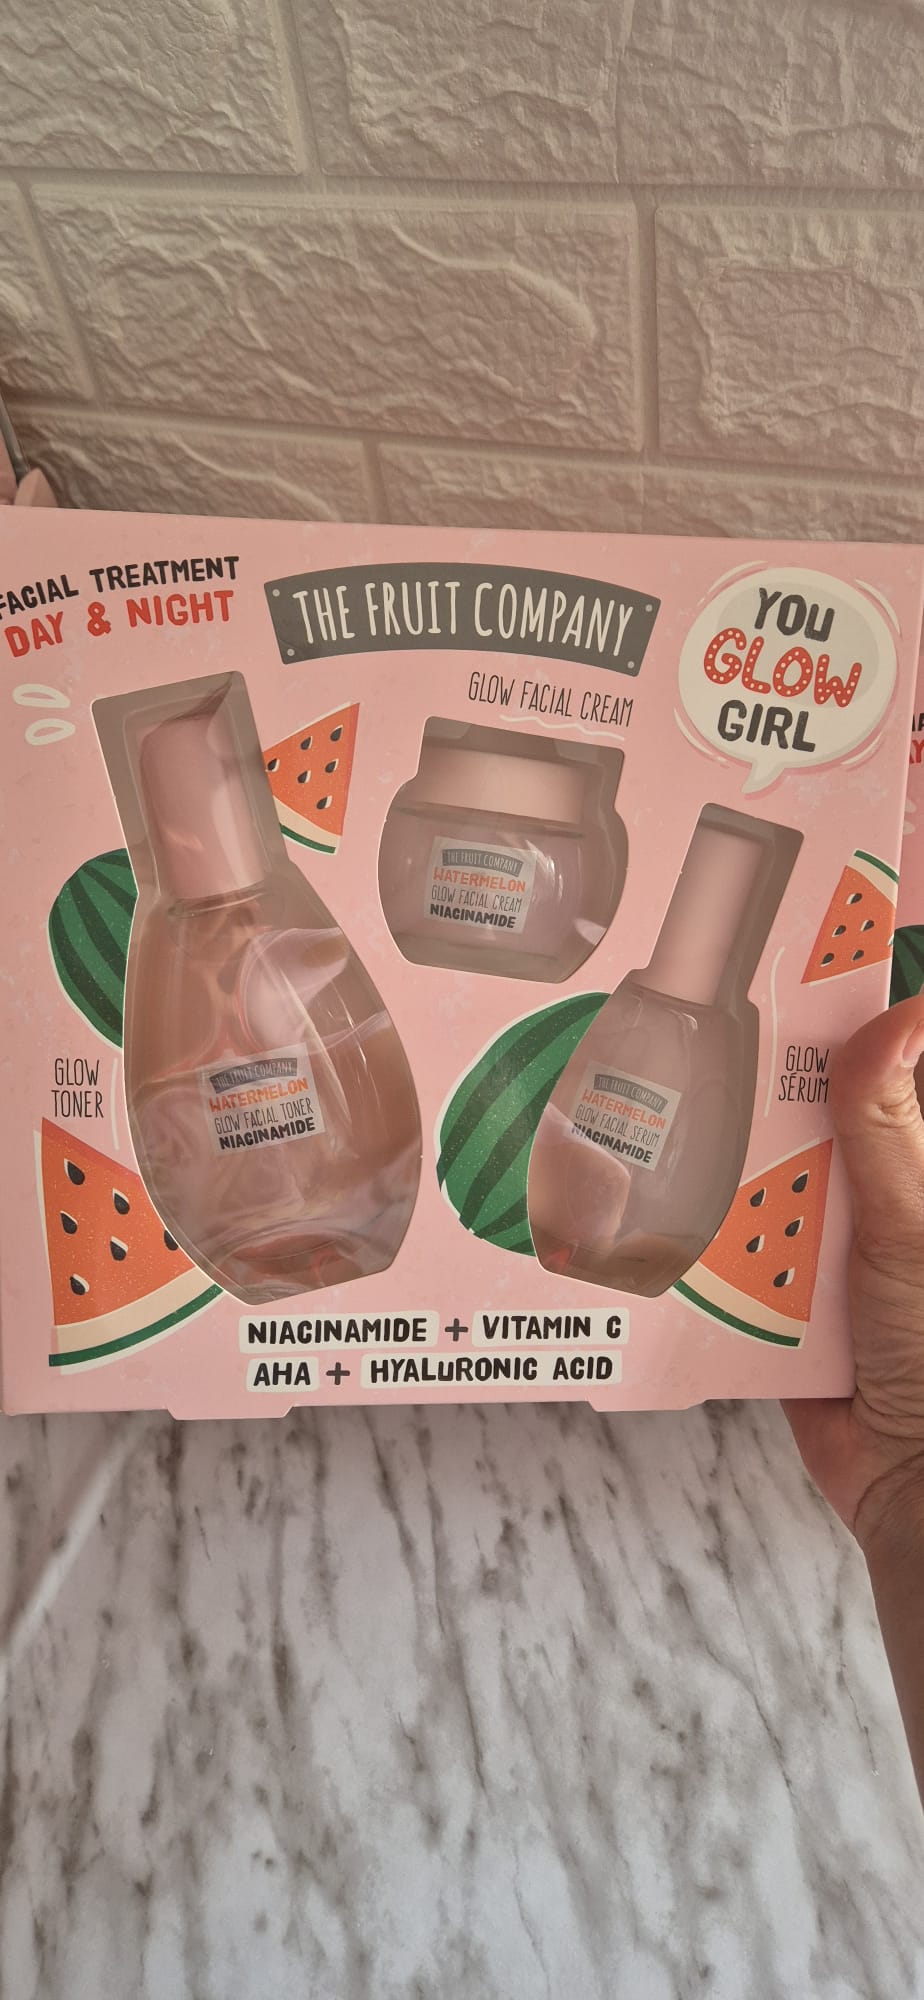 FACIAL TREATMENT
DAY & NIGHT
THE FRUIT COMPANY
YOU
GLOW
GIRL
GLOW FACIAL CREAM
THE FRUIT COMPANY
WATERMELON
GLOW FACIAL CREAM
NIACINAMIDE
GLOW
TONER
THE FRUIT COMPANY
WATERMELON
GLOW FACIAL TONER
NIACINAMIDE
THE FRUIT COMPANY
WATERMELON
GLOW FACIAL SERUM
NIACINAMIDE
GLOW
SÉRUM
NIACINAMIDE + VITAMIN C
AHA + HYALURONIC ACID